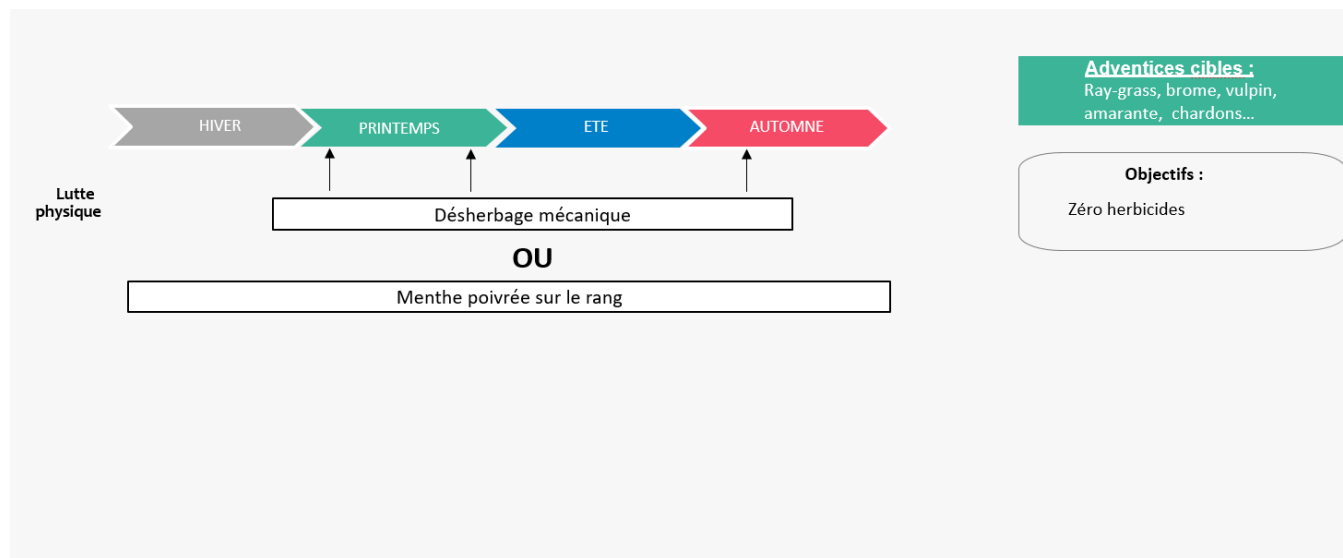 HIVER
PRINTEMPS
ETE
AUTOMNE
Lutte
physique
Désherbage mécanique
OU
Menthe poivrée sur le rang
Adventices cibles :
Ray-grass, brome, vulpin,
amarante, chardons...
Objectifs :
Zéro herbicides